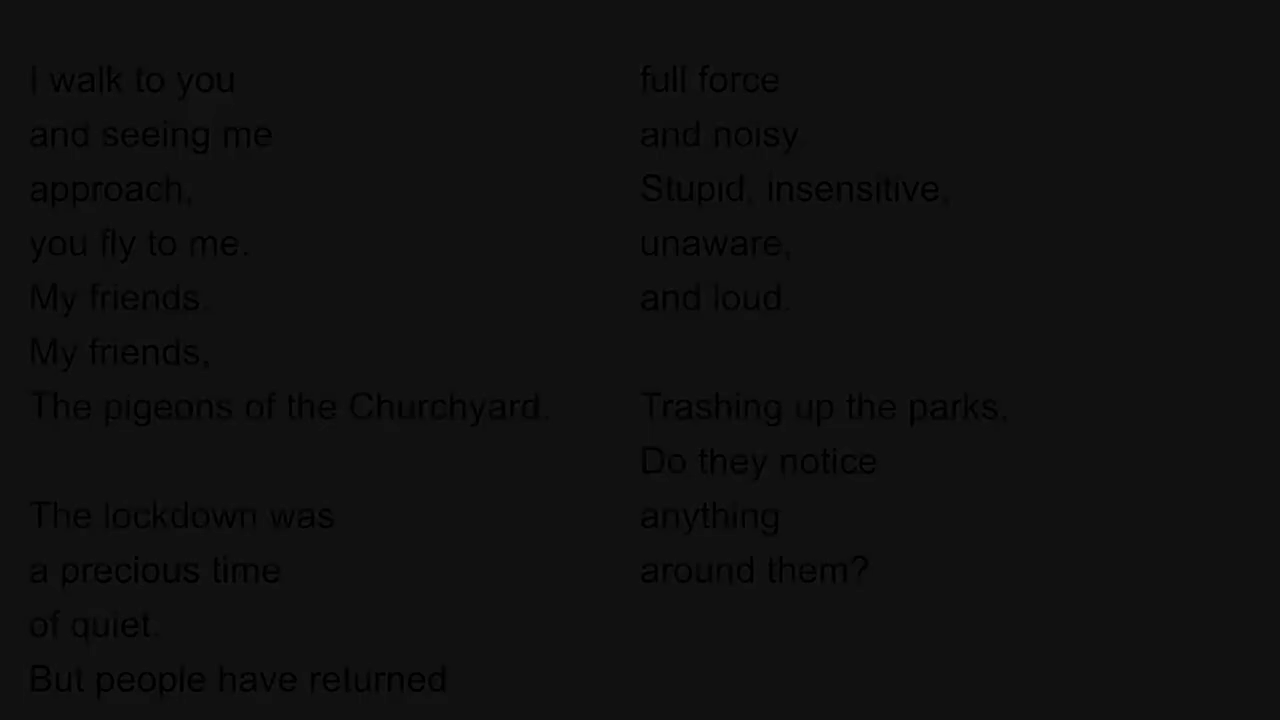 I walk to you
and seeing me
approach,
you fly to me.
My friends.
My friends,
The pigeons of the Churchyard.
The lockdown was
a precious time
of quiet.
But people have returned
full force
and noisy.
Stupid, insensitive,
unaware,
and loud.
Trashing up the parks.
Do they notice
anything
around them?